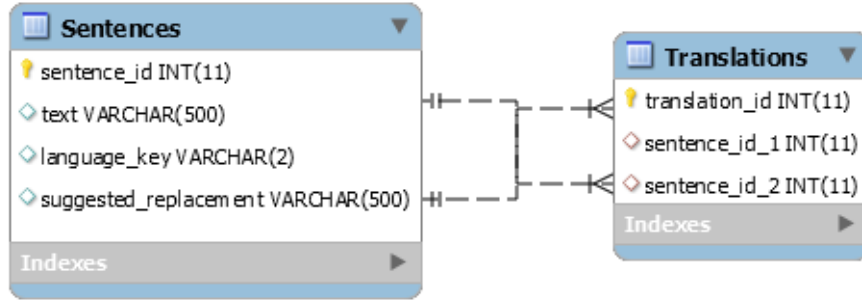 Sentences
sentence_id INT(11)
text VARCHAR(500)
language_key VARCHAR(2)
suggested_replacement VARCHAR(500)
Indexes
Translations
translation_id INT(11)
sentence_id_1 INT(11)
sentence_id_2 INT(11)
Indexes